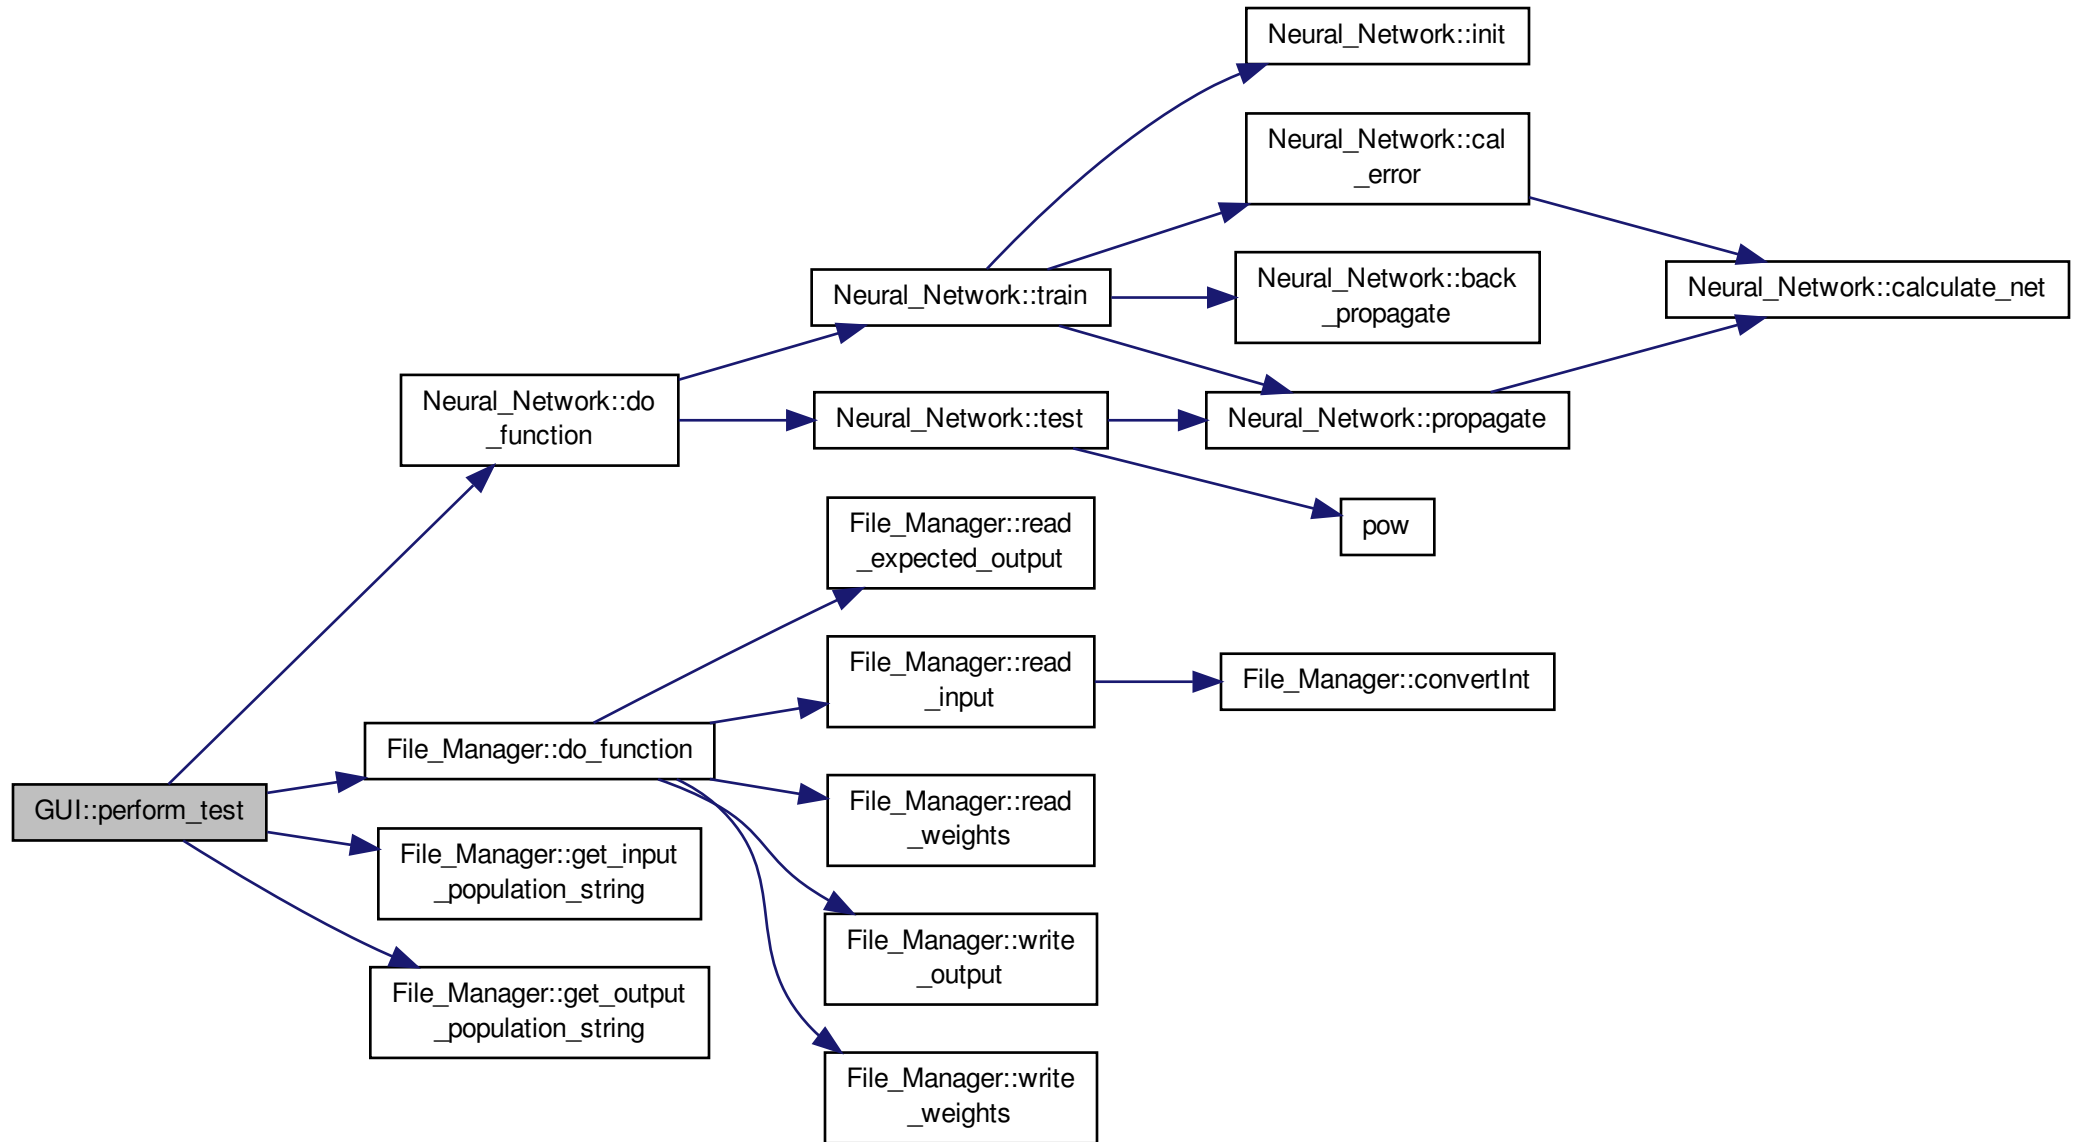 Neural_Network::init
Neural_Network::cal
_error
Neural_Network::back
_propagate
Neural_Network::train
Neural_Network::calculate_net
Neural_Network::do
_function
Neural_Network::test
Neural_Network::propagate
pow
File_Manager::read
_expected_output
File_Manager::read
_input
File_Manager::convertInt
File_Manager::do_function
GUI::perform_test
File_Manager::read
_weights
File_Manager::get_input
_population_string
File_Manager::write
_output
File_Manager::get_output
_population_string
File_Manager::write
_weights